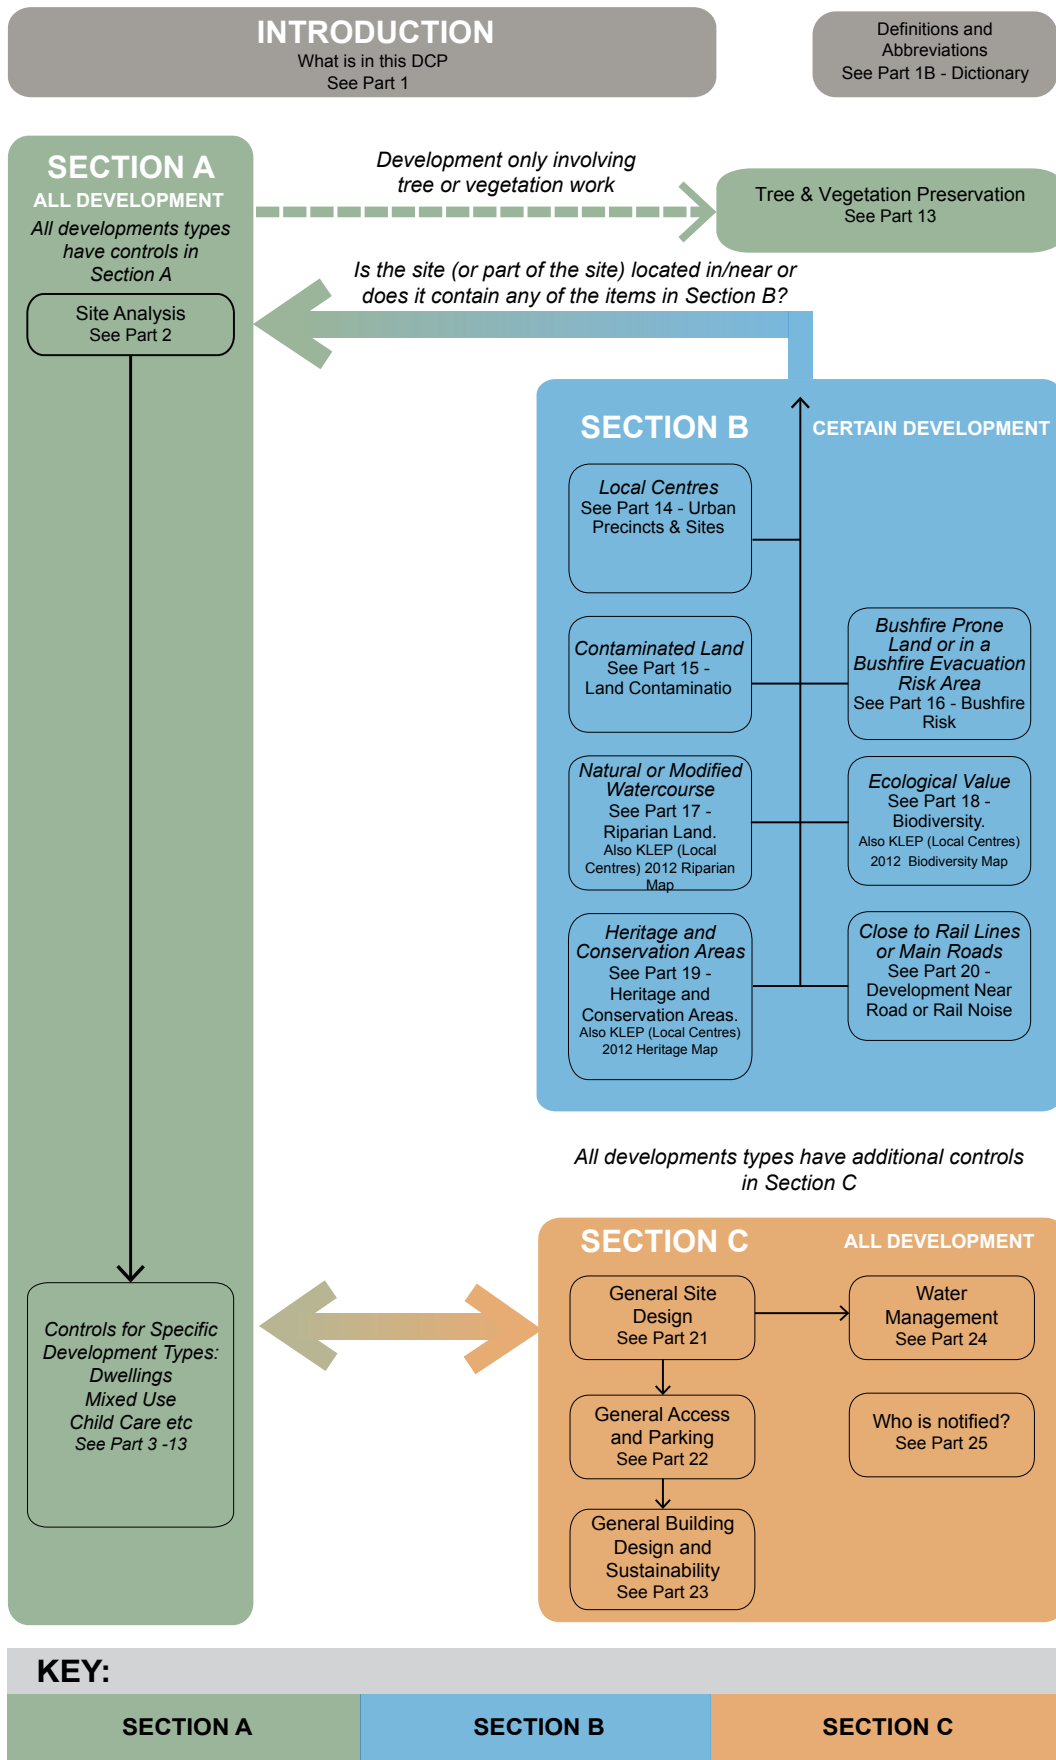 INTRODUCTION
What is in this DCP
See Part 1
Definitions and
Abbreviations
See Part 1B - Dictionary
SECTION A
ALL DEVELOPMENT
All developments types
have controls in
Section A
Site Analysis
See Part 2
Development only involving
tree or vegetation work
Tree & Vegetation Preservation
See Part 13
Is the site (or part of the site) located in/near or
does it contain any of the items in Section B?
SECTION B
CERTAIN DEVELOPMENT
Local Centres
See Part 14 - Urban
Precincts & Sites
Contaminated Land
See Part 15 -
Land Contaminatio
Bushfire Prone
Land or in a
Bushfire Evacuation
Risk Area
See Part 16 - Bushfire
Risk
Natural or Modified
Watercourse
See Part 17 -
Riparian Land.
Also KLEP (Local
Centres) 2012 Riparian
Map
Ecological Value
See Part 18 -
Biodiversity.
Also KLEP (Local Centres)
2012 Biodiversity Map
Heritage and
Conservation Areas
See Part 19 -
Heritage and
Conservation Areas.
Also KLEP (Local Centres)
2012 Heritage Map
Close to Rail Lines
or Main Roads
See Part 20 -
Development Near
Road or Rail Noise
All developments types have additional controls
in Section C
Controls for Specific
Development Types:
Dwellings
Mixed Use
Child Care etc
See Part 3 -13
SECTION C
ALL DEVELOPMENT
General Site
Design
See Part 21
Water
Management
See Part 24
General Access
and Parking
See Part 22
Who is notified?
See Part 25
General Building
Design and
Sustainability
See Part 23
KEY:
SECTION A
SECTION B
SECTION C